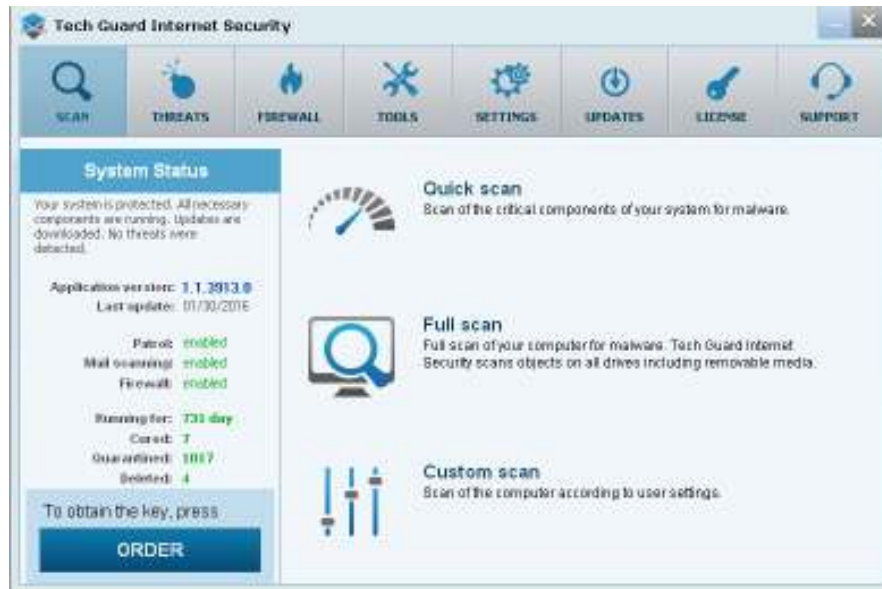 Tech Guard Internet Security
SCAN
THREATS
FIREWALL
TOOLS
SETTINGS
UPDATES
LICENSE
SUPPORT
System Status
Your system is protected. All necessary
components are running. Updates are
downloaded. No threats were
detected.
Application version: 1.1.3913.0
Last update: 01/30/2016
Patrol: enabled
Mail scanning: enabled
Firewall: enabled
Running for: 731 day
Cured: 7
Quarantined: 1017
Deleted: 4
To obtain the key, press
ORDER
Quick scan
Scan of the critical components of your system for malware.
Full scan
Full scan of your computer for malware. Tech Guard Internet
Security scans objects on all drives including removable media.
Custom scan
Scan of the computer according to user settings.